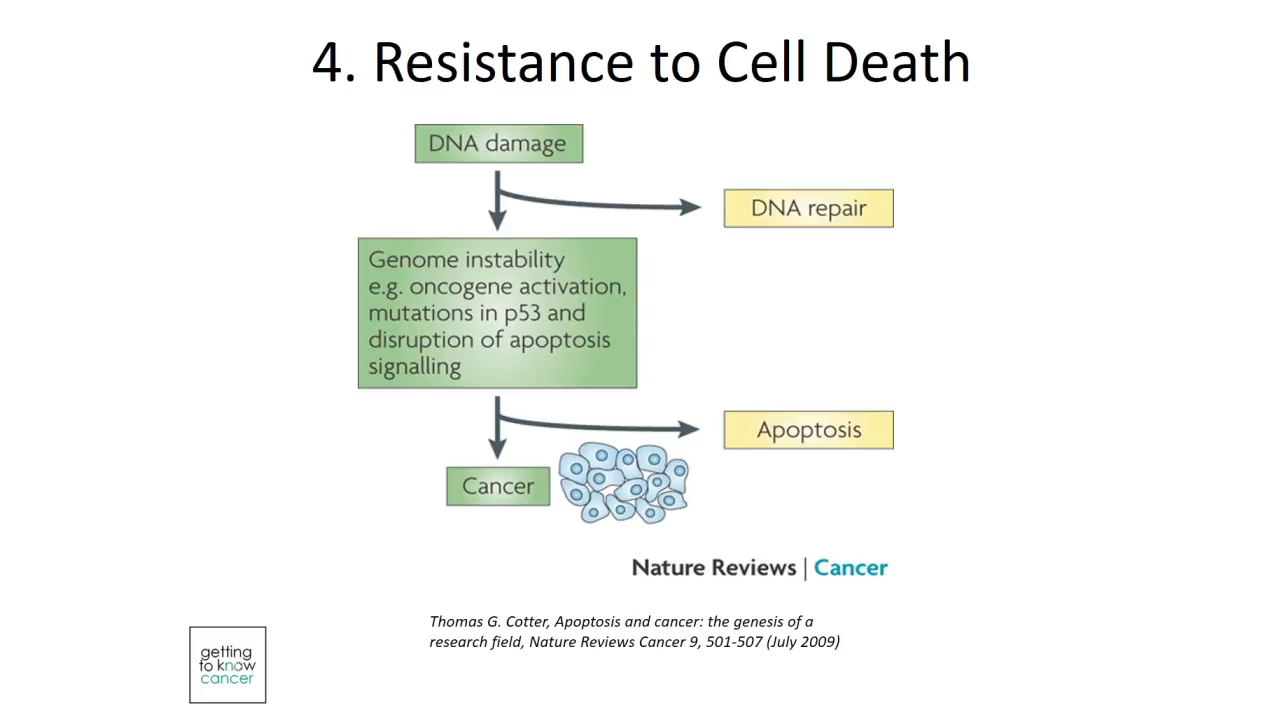 4. Resistance to Cell Death
DNA damage
DNA repair
Genome instability
e.g. oncogene activation,
mutations in p53 and
disruption of apoptosis
signalling
Apoptosis
Cancer
Nature Reviews | Cancer
Thomas G. Cotter, Apoptosis and cancer: the genesis of a
research field, Nature Reviews Cancer 9, 501-507 (July 2009)
getting
to know
cancer